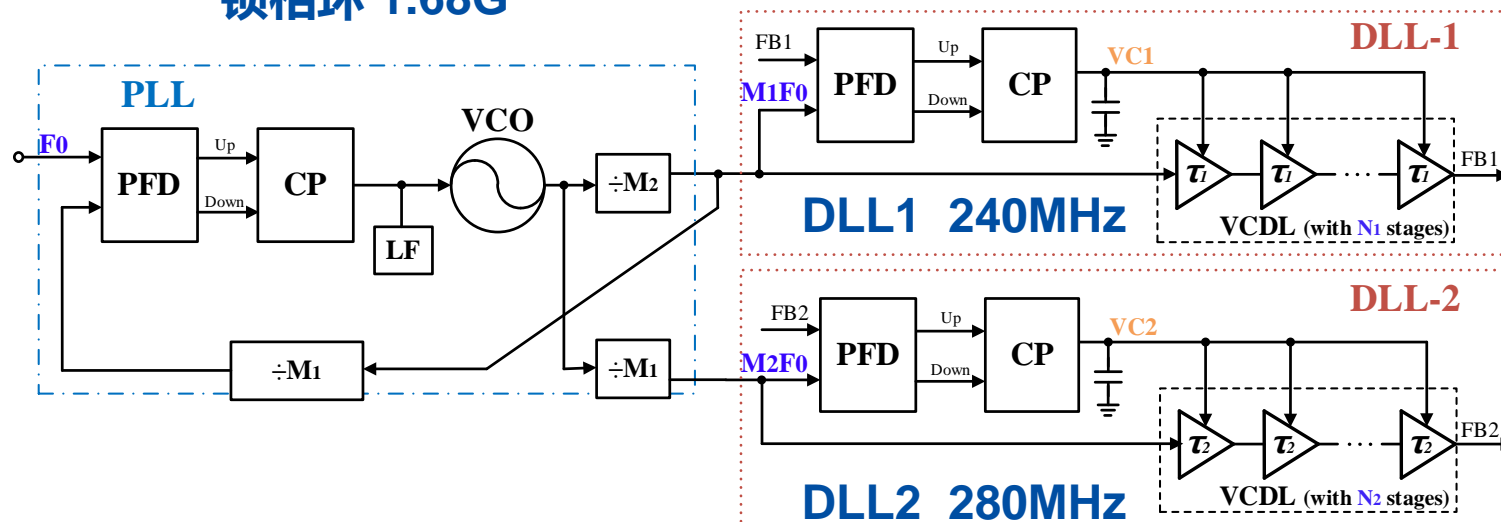 锁相环 1.68G
PLL
F0
PFD
Up
Down
CP
LF
VCO
÷M2
÷M1
÷M1
DLL-1
FB1
M1F0
PFD
Up
Down
CP
VC1
τ1
τ1
τ1
FB1
VCDL (with N1 stages)
DLL1 240MHz
DLL-2
FB2
M2F0
PFD
Up
Down
CP
VC2
τ2
τ2
τ2
FB2
VCDL (with N2 stages)
DLL2 280MHz